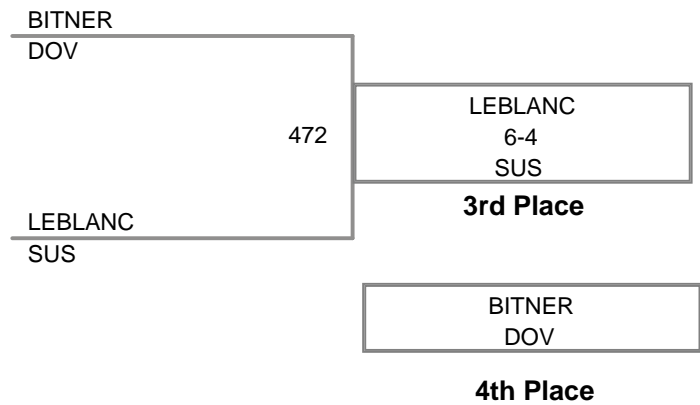 BITNER
DOV
472
LEBLANC
6-4
SUS
3rd Place
LEBLANC
SUS
BITNER
DOV
4th Place